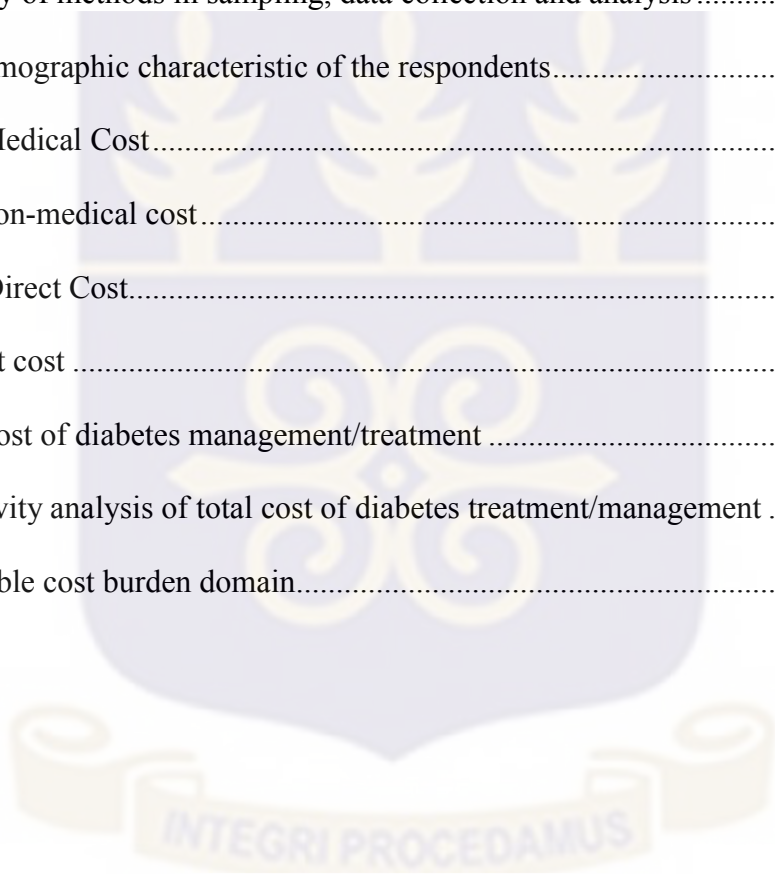 y of methods in sampling, data collection and analysis..........
mographic characteristic of the respondents............................
Medical Cost..............................................................................
on-medical cost........................................................................
Direct Cost.................................................................................
t cost ..........................................................................................
ost of diabetes management/treatment ....................................
vity analysis of total cost of diabetes treatment/management .
ble cost burden domain............................................................
INTEGRI PROCEDAMUS